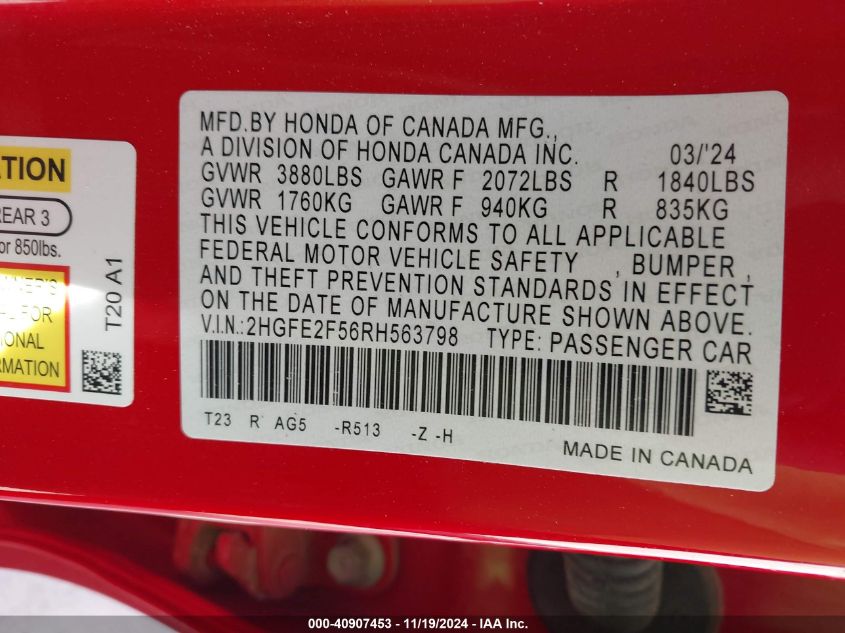 ATION
REAR 3
or 850lbs.
NER'S
FOR
ONAL
RMATION
T20 A1
MFD.BY HONDA OF CANADA MFG.,
A DIVISION OF HONDA CANADA INC. 03/'24
GVWR 3880LBS GAWR F 2072LBS R 1840LBS
GVWR 1760KG GAWR F 940KG R 835KG
THIS VEHICLE CONFORMS TO ALL APPLICABLE
FEDERAL MOTOR VEHICLE SAFETY , BUMPER ,
AND THEFT PREVENTION STANDARDS IN EFFECT
ON THE DATE OF MANUFACTURE SHOWN ABOVE.
V.I.N.: 2HGFE2F56RH563798 TYPE: PASSENGER CAR
T23 R AG5 -R513 -Z -H
MADE IN CANADA
000-40907453 - 11/19/2024 - IAA Inc.